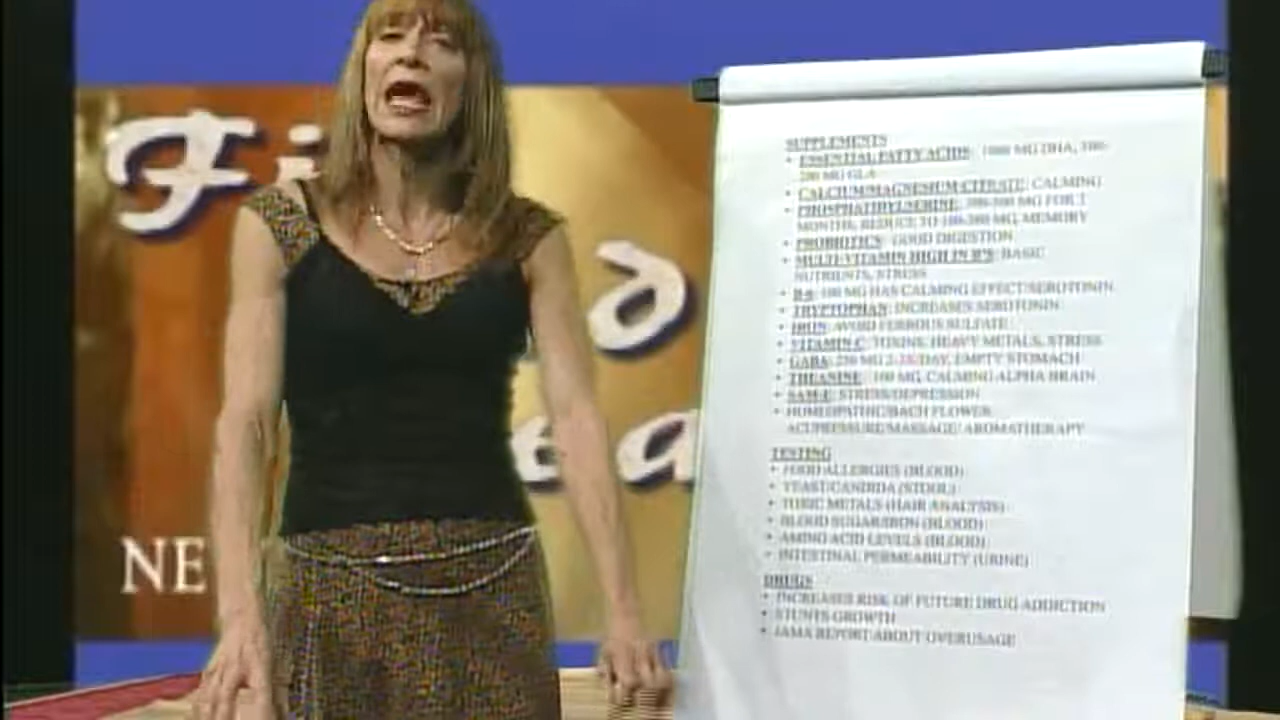 Fi
d
ea
NE
SUPPLEMENTS
• ESSENTIAL FATTY ACIDS: 1000 MG DHA, 100-
200 MG GLA
• CALCIUM/MAGNESIUM CITRATE: CALMING
• PHOSPHATIDYLSERINE: 300 MG FOR
MONTHS, REDUCE TO 100-300 MG, MEMORY
• PROBIOTICS: GOOD DIGESTION
• MULTI-VITAMIN HIGH IN B'S: BASIC
NUTRIENTS, STRESS
• B-6: 100 MG HAS CALMING EFFECT/SEROTONIN
• TRYPTOPHAN: INCREASES SEROTONIN
• IRON: AVOID FERROUS SULFATE
• VITAMIN C: TOXINS, HEAVY METALS, STRESS
• GABA: 250 MG 2-3X/DAY, EMPTY STOMACH
• THEANINE: 100 MG, CALMING ALPHA BRAIN
• SAM-E: STRESS/DEPRESSION
• HOMEOPATHIC/BACH FLOWER
ACUPRESSURE/MASSAGE/ AROMATHERAPY
TESTING
• FOOD ALLERGIES (BLOOD)
• YEAST/CANDIDA (STOOL)
• TOXIC METALS (HAIR ANALYSIS)
• BLOOD SUGAR/IRON (BLOOD)
• AMINO ACID LEVELS (BLOOD)
• INTESTINAL PERMEABILITY (URINE)
DRUGS
• INCREASES RISK OF FUTURE DRUG ADDICTION
• STUNTS GROWTH
• JAMA REPORT ABOUT OVERUSAGE